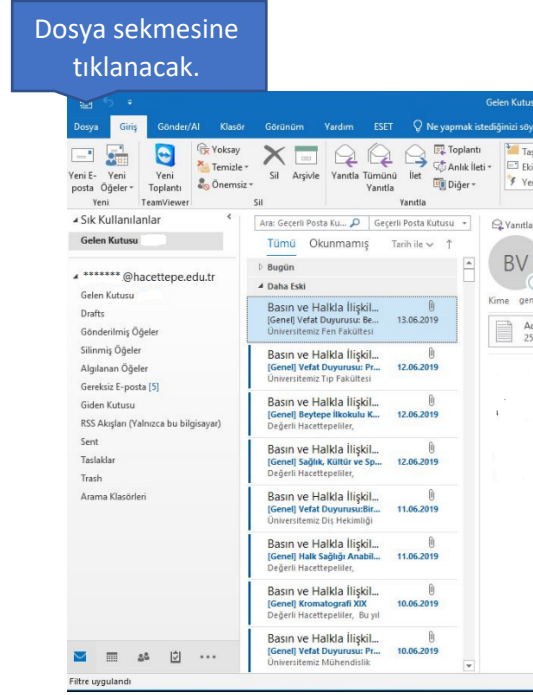 Dosya sekmesine
tıklanacak.
Gelen Kutus
Dosya Giriş Gönder/Al Klasör Görünüm Yardım ESET Ne yapmak istediğinizi söy
Yoksay
Temizle
Önemsiz
Toplantı
Anlık İleti
Diğer
Taş
Eki
Yen
Yeni E-
posta
Yeni
Öğeler
Yeni
Toplantı
Sil Arşivle Yanıtla Tümünü
Yanıtla
İlet
Yeni TeamViewer Sil Yanıtla
Sık Kullanılanlar
Gelen Kutusu
******* @hacettepe.edu.tr
Gelen Kutusu
Drafts
Gönderilmiş Öğeler
Silinmiş Öğeler
Algılanan Öğeler
Gereksiz E-posta [5]
Giden Kutusu
RSS Akışları (Yalnızca bu bilgisayar)
Sent
Taslaklar
Trash
Arama Klasörleri
Ara: Geçerli Posta Ku... Geçerli Posta Kutusu
Tümü Okunmamış Tarih ile
Bugün
Daha Eski
Basın ve Halkla İlişkil...
[Genel] Vefat Duyurusu: Be... 13.06.2019
Üniversitemiz Fen Fakültesi
Basın ve Halkla İlişkil...
[Genel] Vefat Duyurusu: Pr... 12.06.2019
Üniversitemiz Tıp Fakültesi
Basın ve Halkla İlişkil...
[Genel] Beytepe İlkokulu K... 12.06.2019
Değerli Hacettepeliler,
Basın ve Halkla İlişkil...
[Genel] Sağlık, Kültür ve Sp... 12.06.2019
Değerli Hacettepeliler,
Basın ve Halkla İlişkil...
[Genel] Vefat Duyurusu:Bir... 11.06.2019
Üniversitemiz Diş Hekimliği
Basın ve Halkla İlişkil...
[Genel] Halk Sağlığı Anabil... 11.06.2019
Değerli Hacettepeliler,
Basın ve Halkla İlişkil...
[Genel] Kromatografi XIX 10.06.2019
Değerli Hacettepeliler, Bu yıl
Basın ve Halkla İlişkil...
[Genel] Vefat Duyurusu: Pr... 10.06.2019
Üniversitemiz Mühendislik
Yanıtla
BV
Kime gen
Ad
25
Filtre uygulandı